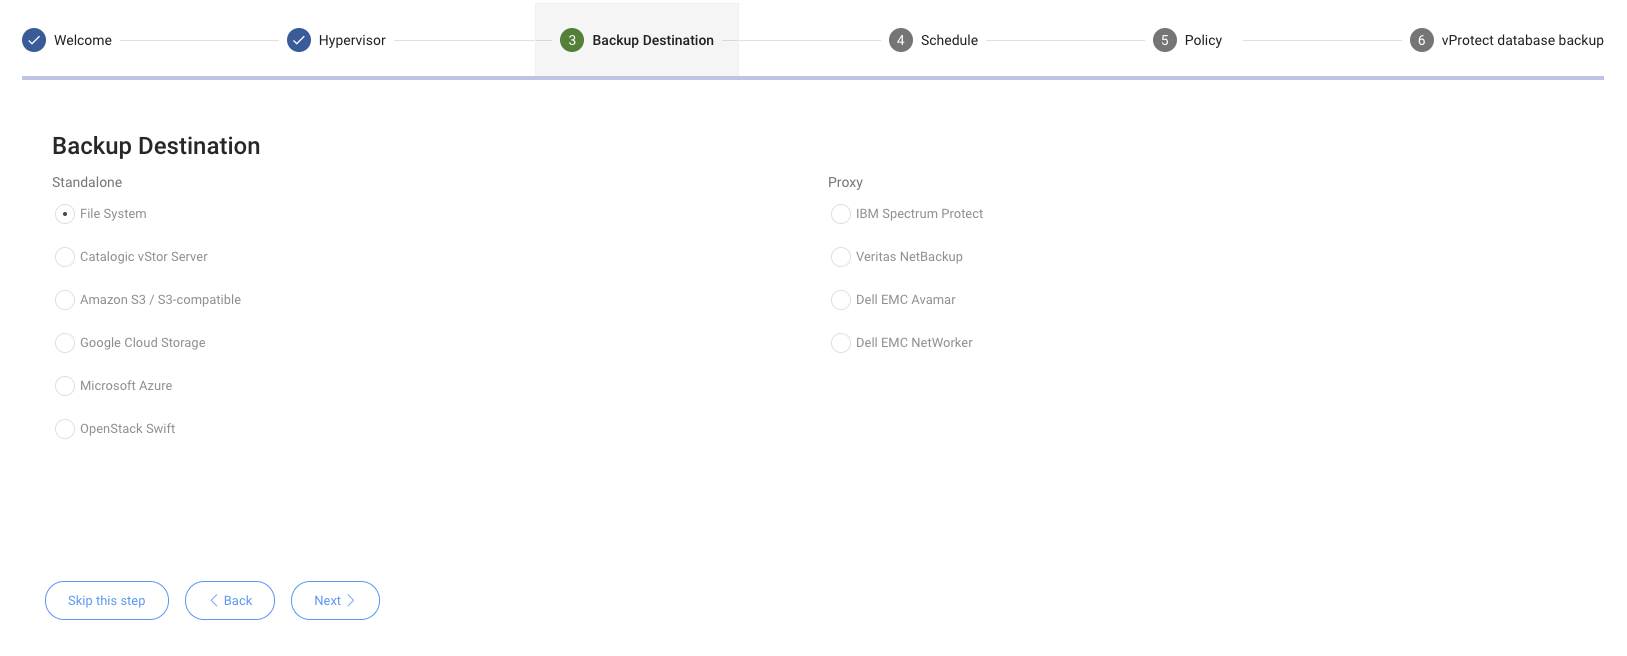 Welcome
Hypervisor
3 Backup Destination
4 Schedule
5 Policy
6 vProtect database backup
Backup Destination
Standalone
File System
Catalogic vStor Server
Amazon S3 / S3-compatible
Google Cloud Storage
Microsoft Azure
OpenStack Swift
Proxy
IBM Spectrum Protect
Veritas NetBackup
Dell EMC Avamar
Dell EMC NetWorker
Skip this step
Back
Next